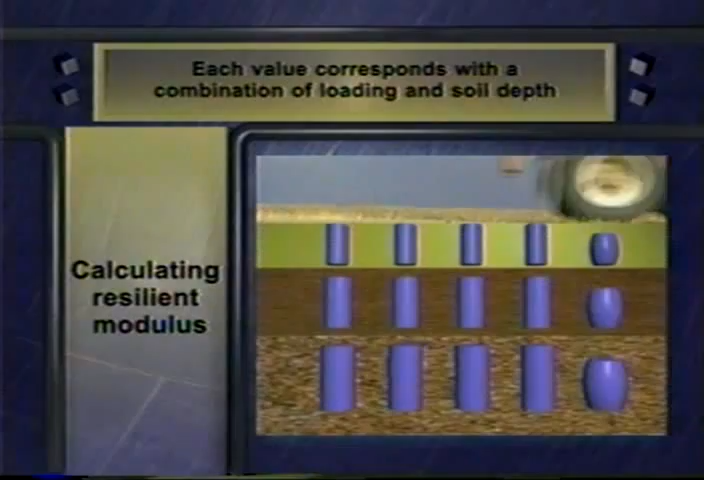 Each value corresponds with a
combination of loading and soil depth
Calculating
resilient
modulus